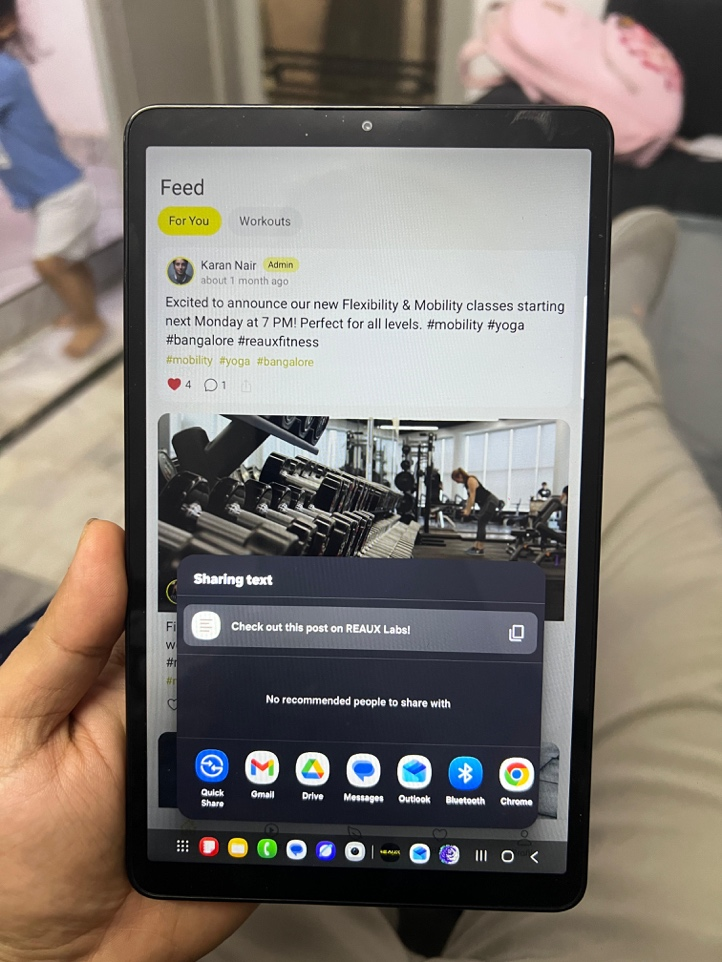 Feed
For You Workouts
Karan Nair Admin
about 1 month ago
Excited to announce our new Flexibility & Mobility classes starting
next Monday at 7 PM! Perfect for all levels. #mobility #yoga
#bangalore #reauxfitness
#mobility #yoga #bangalore
4 1
Sharing text
Check out this post on REAUX Labs!
Fi
w
#r
#r
No recommended people to share with
Quick Share
Gmail Drive Messages Outlook Bluetooth Chrome
REAUX